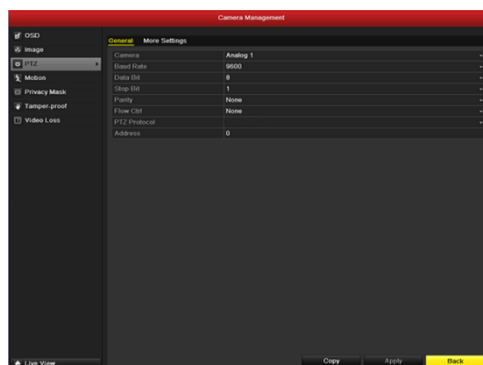 Camera Management
OSD
Image
PTZ
Motion
Privacy Mask
Tamper-proof
Video Loss
Live View
General More Settings
Camera Analog 1
Baud Rate 9600
Data Bit 8
Stop Bit 1
Parity None
Flow Ctrl None
PTZ Protocol
Address 0
Copy Apply Back